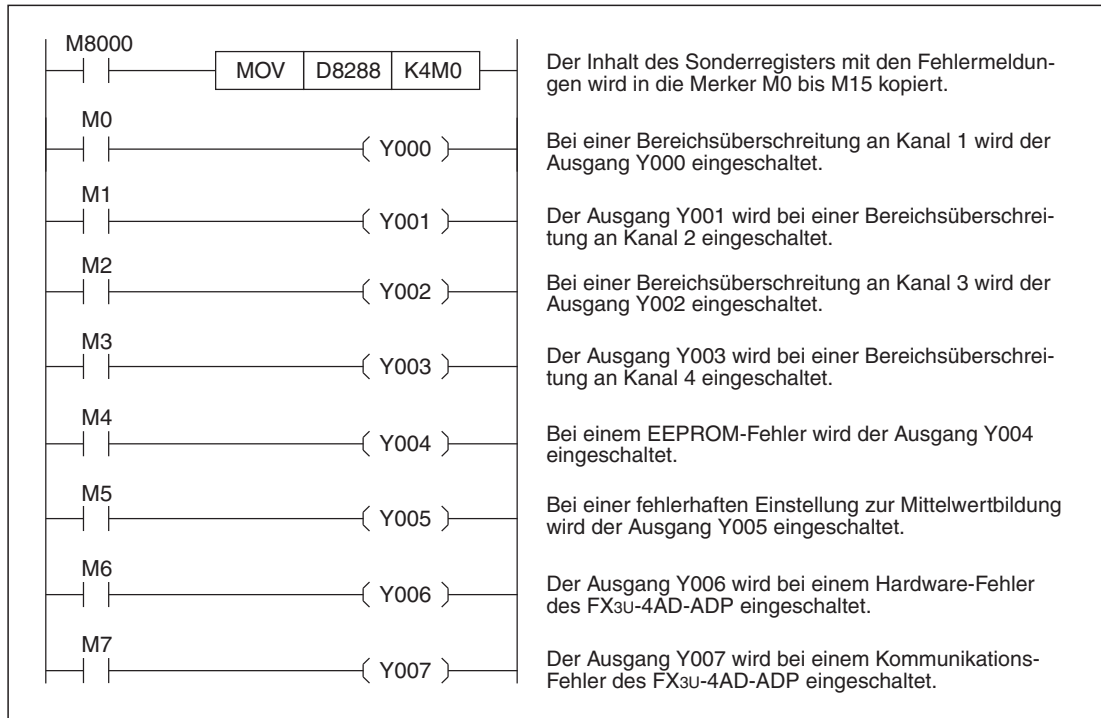 M8000
MOV D8288 K4M0
Der Inhalt des Sonderregisters mit den Fehlermeldun-
gen wird in die Merker M0 bis M15 kopiert.
M0
Y000
Bei einer Bereichsüberschreitung an Kanal 1 wird der
Ausgang Y000 eingeschaltet.
M1
Y001
Der Ausgang Y001 wird bei einer Bereichsüberschrei-
tung an Kanal 2 eingeschaltet.
M2
Y002
Bei einer Bereichsüberschreitung an Kanal 3 wird der
Ausgang Y002 eingeschaltet.
M3
Y003
Der Ausgang Y003 wird bei einer Bereichsüberschrei-
tung an Kanal 4 eingeschaltet.
M4
Y004
Bei einem EEPROM-Fehler wird der Ausgang Y004
eingeschaltet.
M5
Y005
Bei einer fehlerhaften Einstellung zur Mittelwertbildung
wird der Ausgang Y005 eingeschaltet.
M6
Y006
Der Ausgang Y006 wird bei einem Hardware-Fehler
des FX3U-4AD-ADP eingeschaltet.
M7
Y007
Der Ausgang Y007 wird bei einem Kommunikations-
Fehler des FX3U-4AD-ADP eingeschaltet.